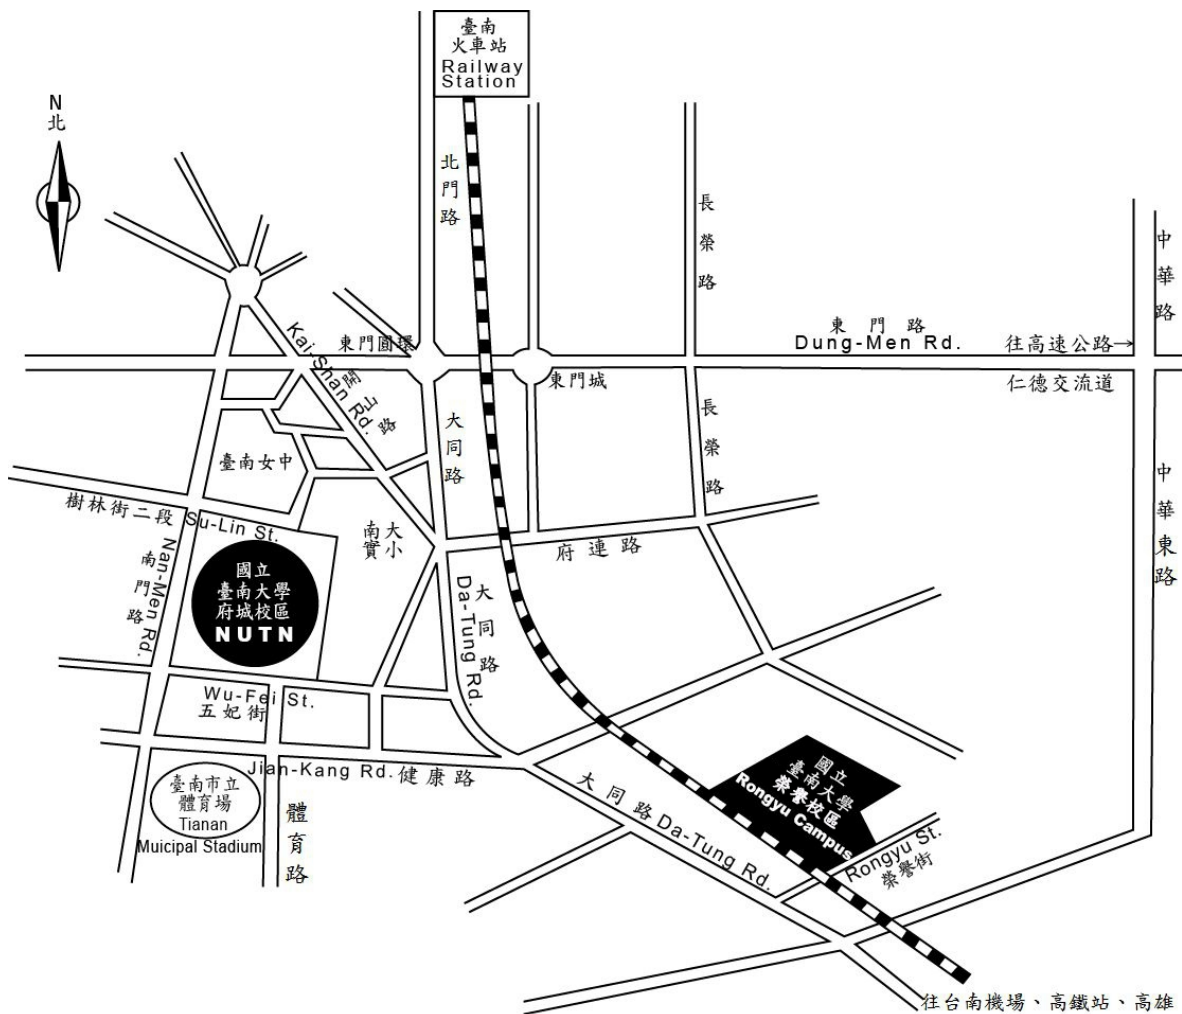 臺南
火車站
Railway
Station
N
北
北門路
長榮路
中華路
東門路
Dung-Men Rd.
往高速公路→
仁德交流道
東門圓環
東門城
Kai-Shan Rd.
開山路
大同路
長榮路
中華東路
臺南女中
樹林街二段
Su-Lin St.
南大
實小
府連路
南門路
Nan-Men Rd.
國立
臺南大學
府城校區
NUTN
大同路
Da-Tung Rd.
Wu-Fei St.
五妃街
Jian-Kang Rd. 健康路
臺南市立
體育場
Tianan
Muicipal Stadium
體育路
大同路 Da-Tung Rd.
國立
臺南大學
榮譽校區
Rongyu Campus
Rongyu St.
榮譽街
往台南機場、高鐵站、高雄